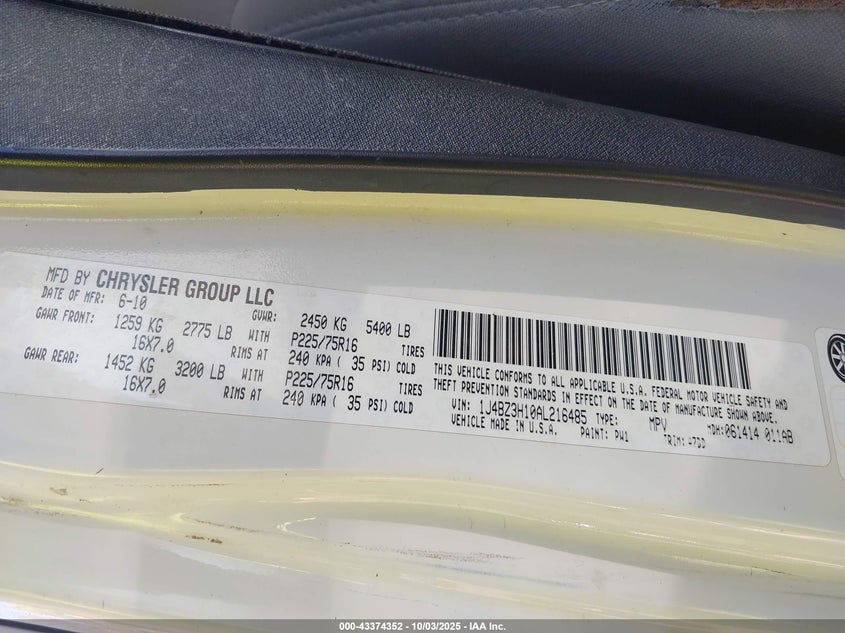 MFD BY CHRYSLER GROUP LLC
DATE OF MFR: 6-10 GVWR: 2450 KG 5400 LB
GAWR FRONT: 1259 KG 2775 LB WITH P225/75R16 TIRES
16X7.0 RIMS AT 240 KPA ( 35 PSI) COLD
GAWR REAR: 1452 KG 3200 LB WITH P225/75R16 TIRES
16X7.0 RIMS AT 240 KPA ( 35 PSI) COLD
THIS VEHICLE CONFORMS TO ALL APPLICABLE U.S.A. FEDERAL MOTOR VEHICLE SAFETY AND
THEFT PREVENTION STANDARDS IN EFFECT ON THE DATE OF MANUFACTURE SHOWN ABOVE.
VIN: 1J4BZ3H10AL216485 TYPE: MPV MDH:061414 011AB
VEHICLE MADE IN U.S.A. PAINT: PW1 TRIM:
000-43374352 | 10/03/2025 | IAA Inc.